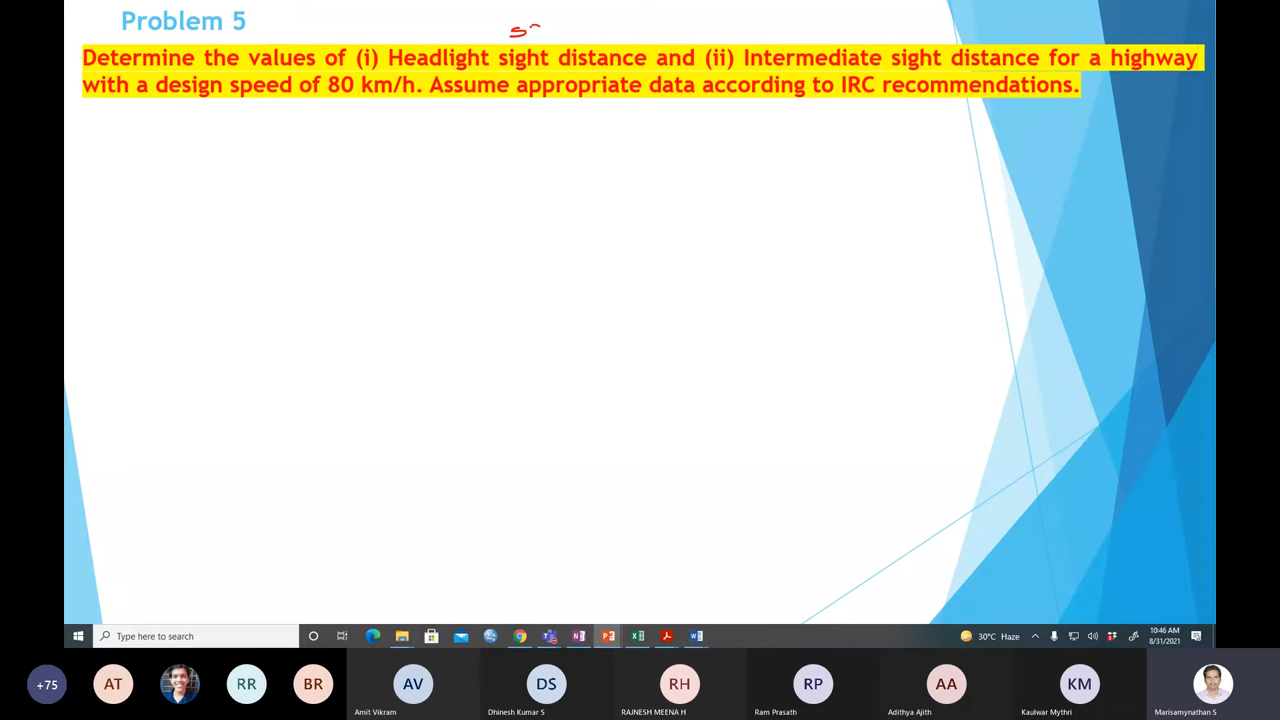 Problem 5
Determine the values of (i) Headlight sight distance and (ii) Intermediate sight distance for a highway
with a design speed of 80 km/h. Assume appropriate data according to IRC recommendations.
Type here to search
30°C Haze
10:46 AM
8/31/2021
+75
AT
RR
BR
AV
DS
RH
RP
AA
KM
Amit Vikram
Dhinesh Kumar S
RAJNESH MEENA H
Ram Prasath
Adithya Ajith
Kaulwar Mythri
Marisamynathan S